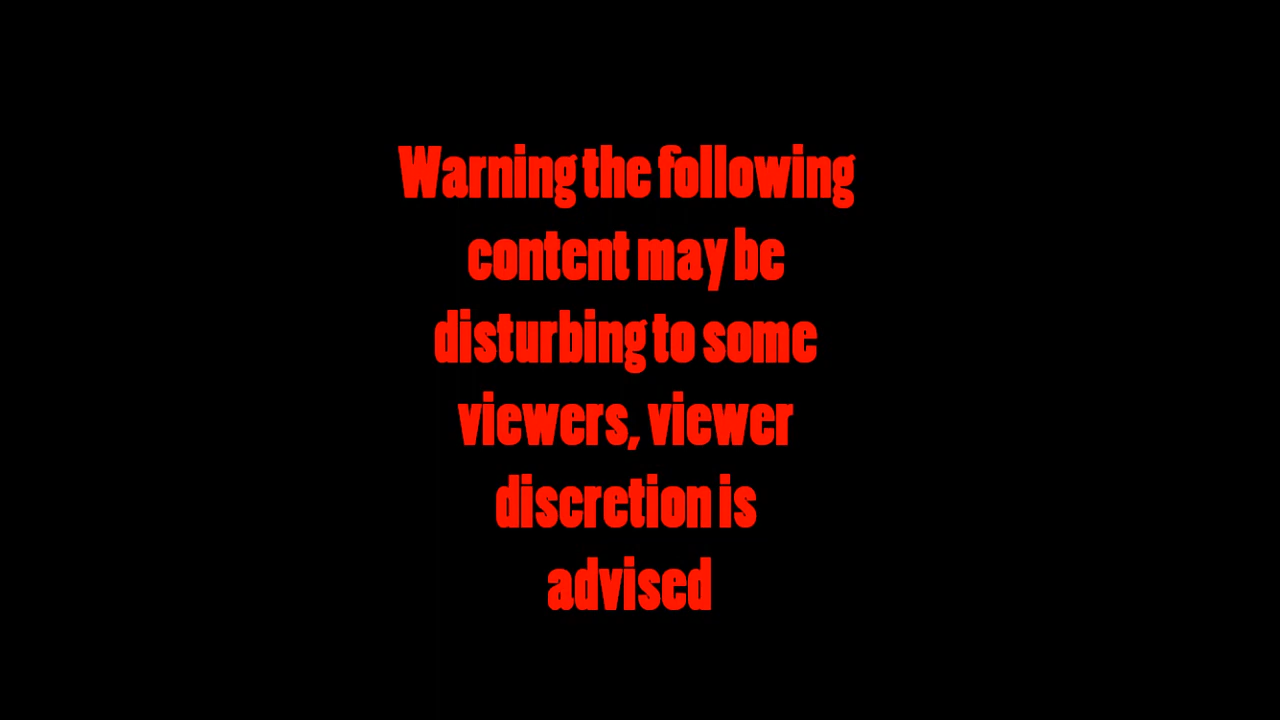 Warning the following
content may be
disturbing to some
viewers, viewer
discretion is
advised